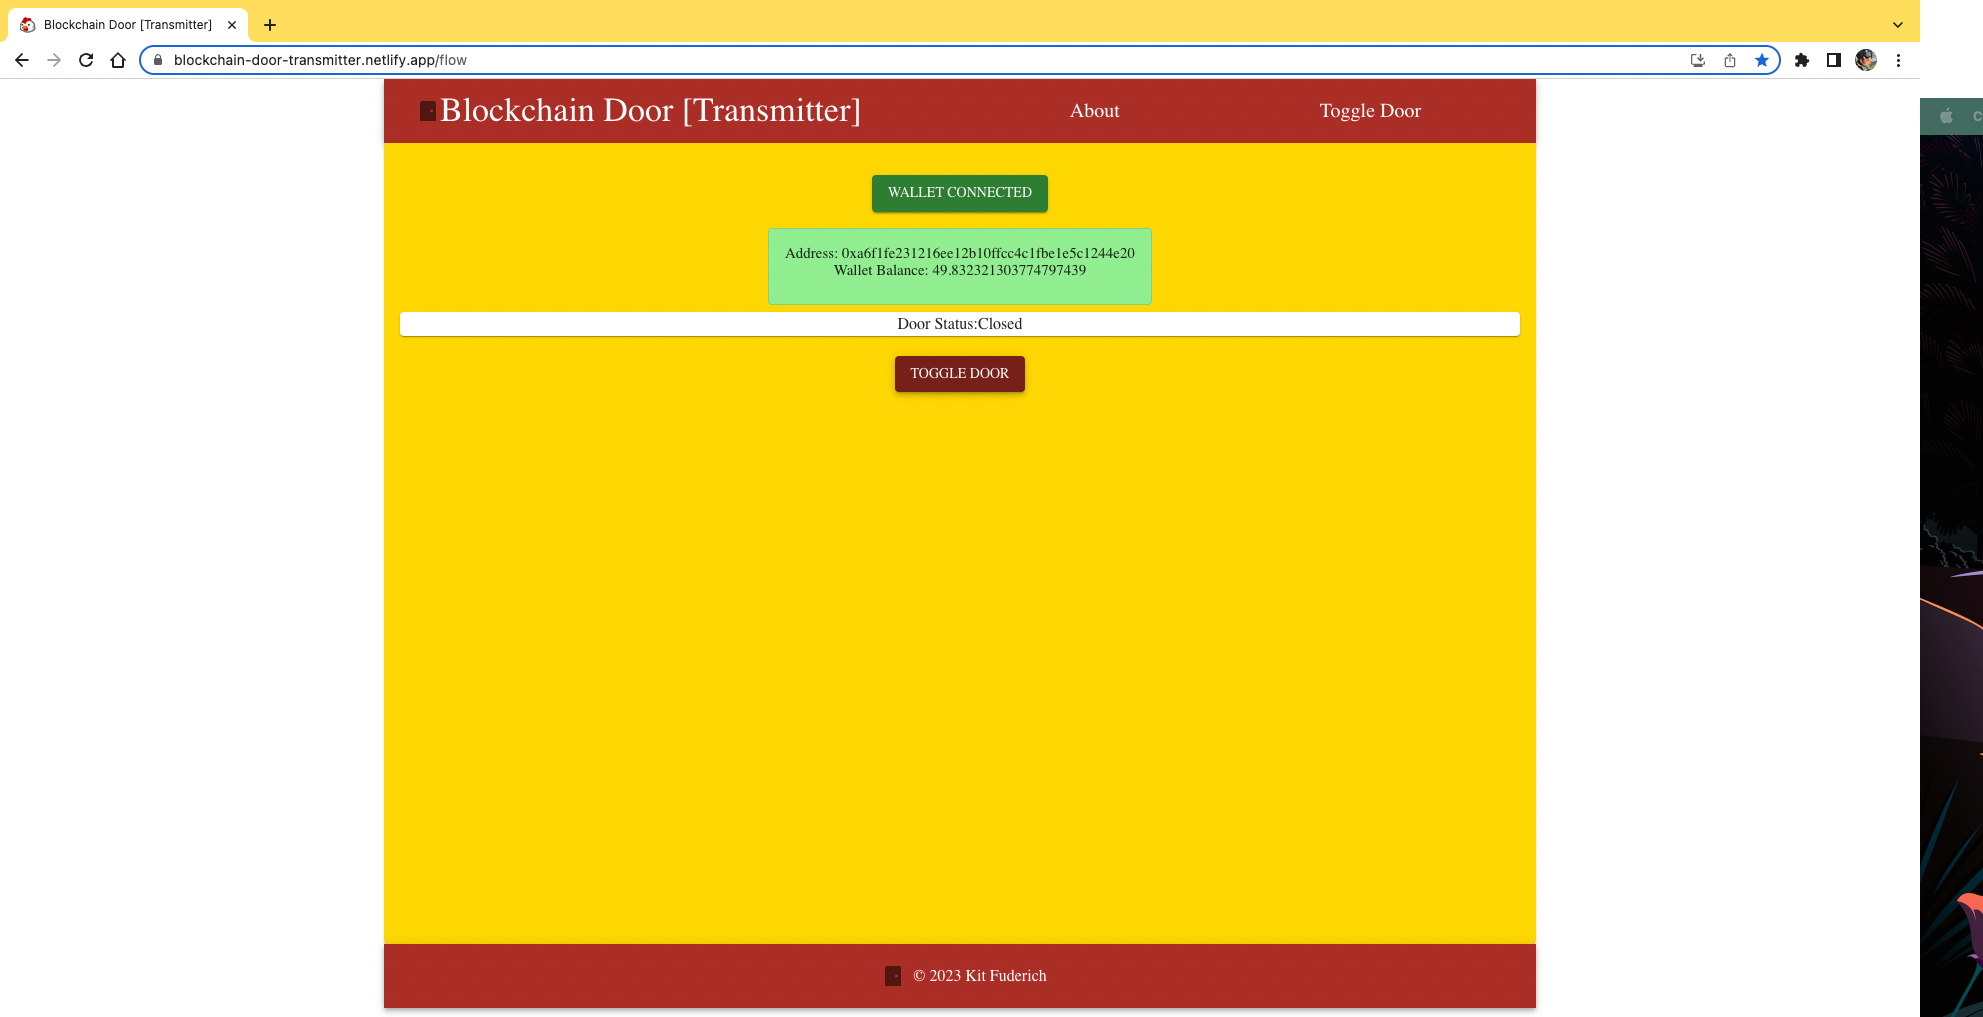 Blockchain Door [Transmitter]
blockchain-door-transmitter.netlify.app/flow
Blockchain Door [Transmitter]
About
Toggle Door
WALLET CONNECTED
Address: 0xa6f1fe231216ee12b10ffcc4c1fbe1e5c1244e20
Wallet Balance: 49.832321303774797439
Door Status:Closed
TOGGLE DOOR
© 2023 Kit Fuderich